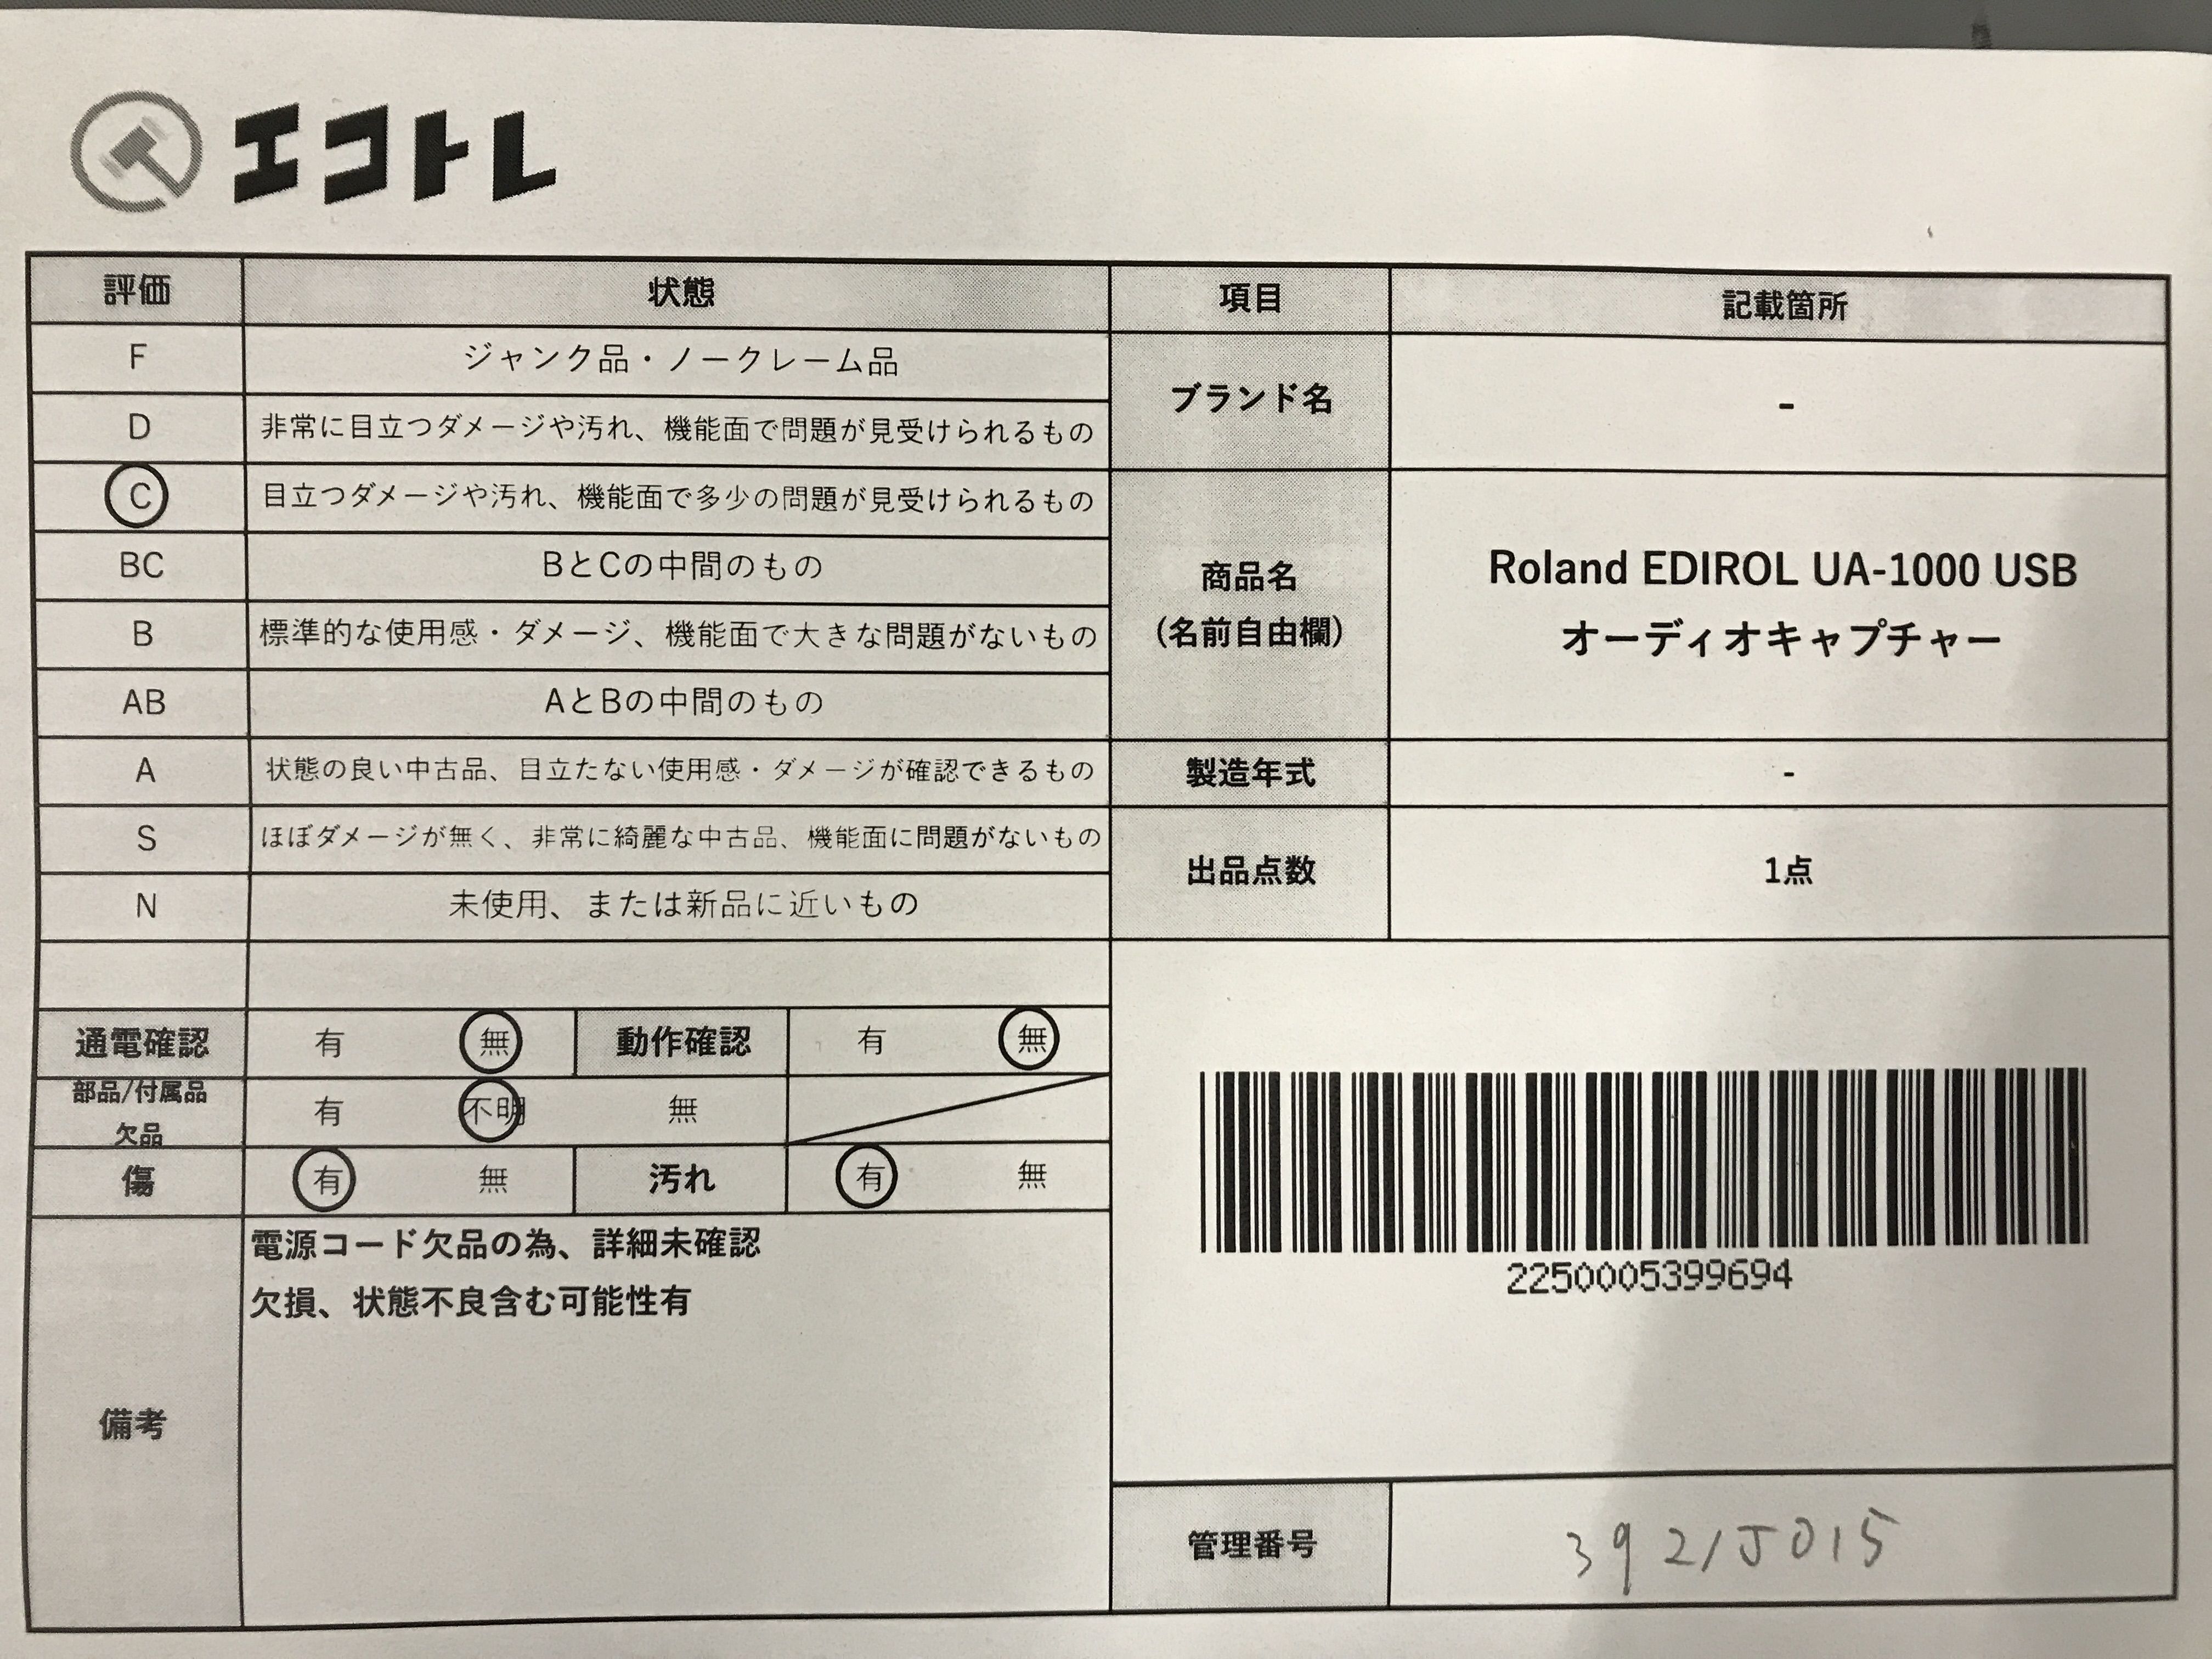 エコトレ
評価 状態 項目 記載箇所
F ジャンク品・ノークレーム品
D 非常に目立つダメージや汚れ、機能面で問題が見受けられるもの
ブランド名 -
C 目立つダメージや汚れ、機能面で多少の問題が見受けられるもの
BC BとCの中間のもの
B 標準的な使用感・ダメージ、機能面で大きな問題がないもの
AB AとBの中間のもの
商品名
(名前自由欄)
Roland EDIROL UA-1000 USB
オーディオキャプチャー
A 状態の良い中古品、目立たない使用感・ダメージが確認できるもの
製造年式 -
S ほぼダメージが無く、非常に綺麗な中古品、機能面に問題がないもの
N 未使用、または新品に近いもの
出品点数 1点
通電確認 有 無 動作確認 有 無
部品/付属品
欠品
有 不明 無
傷 有 無 汚れ 有 無
備考
電源コード欠品の為、詳細未確認
欠損、状態不良含む可能性有
2250005399694
管理番号 3921J015